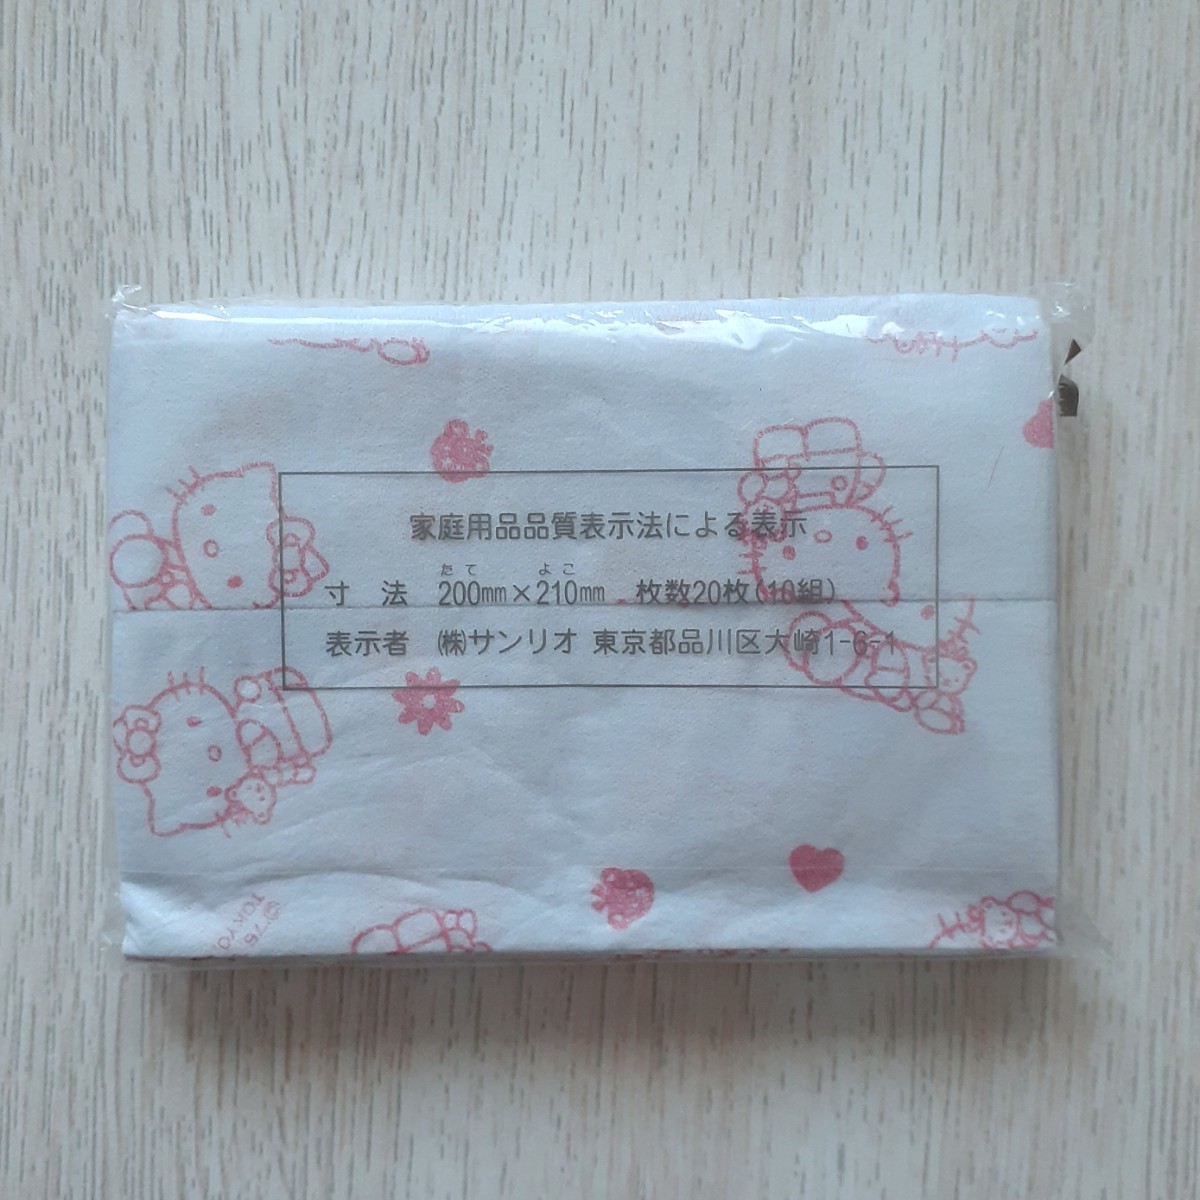 家庭用品品質表示法による表示
たて よこ
寸 法 200㎜×210㎜ 枚数20枚(10組)
表示者 ㈱サンリオ 東京都品川区大崎1-6-1
©'76
TOKYO